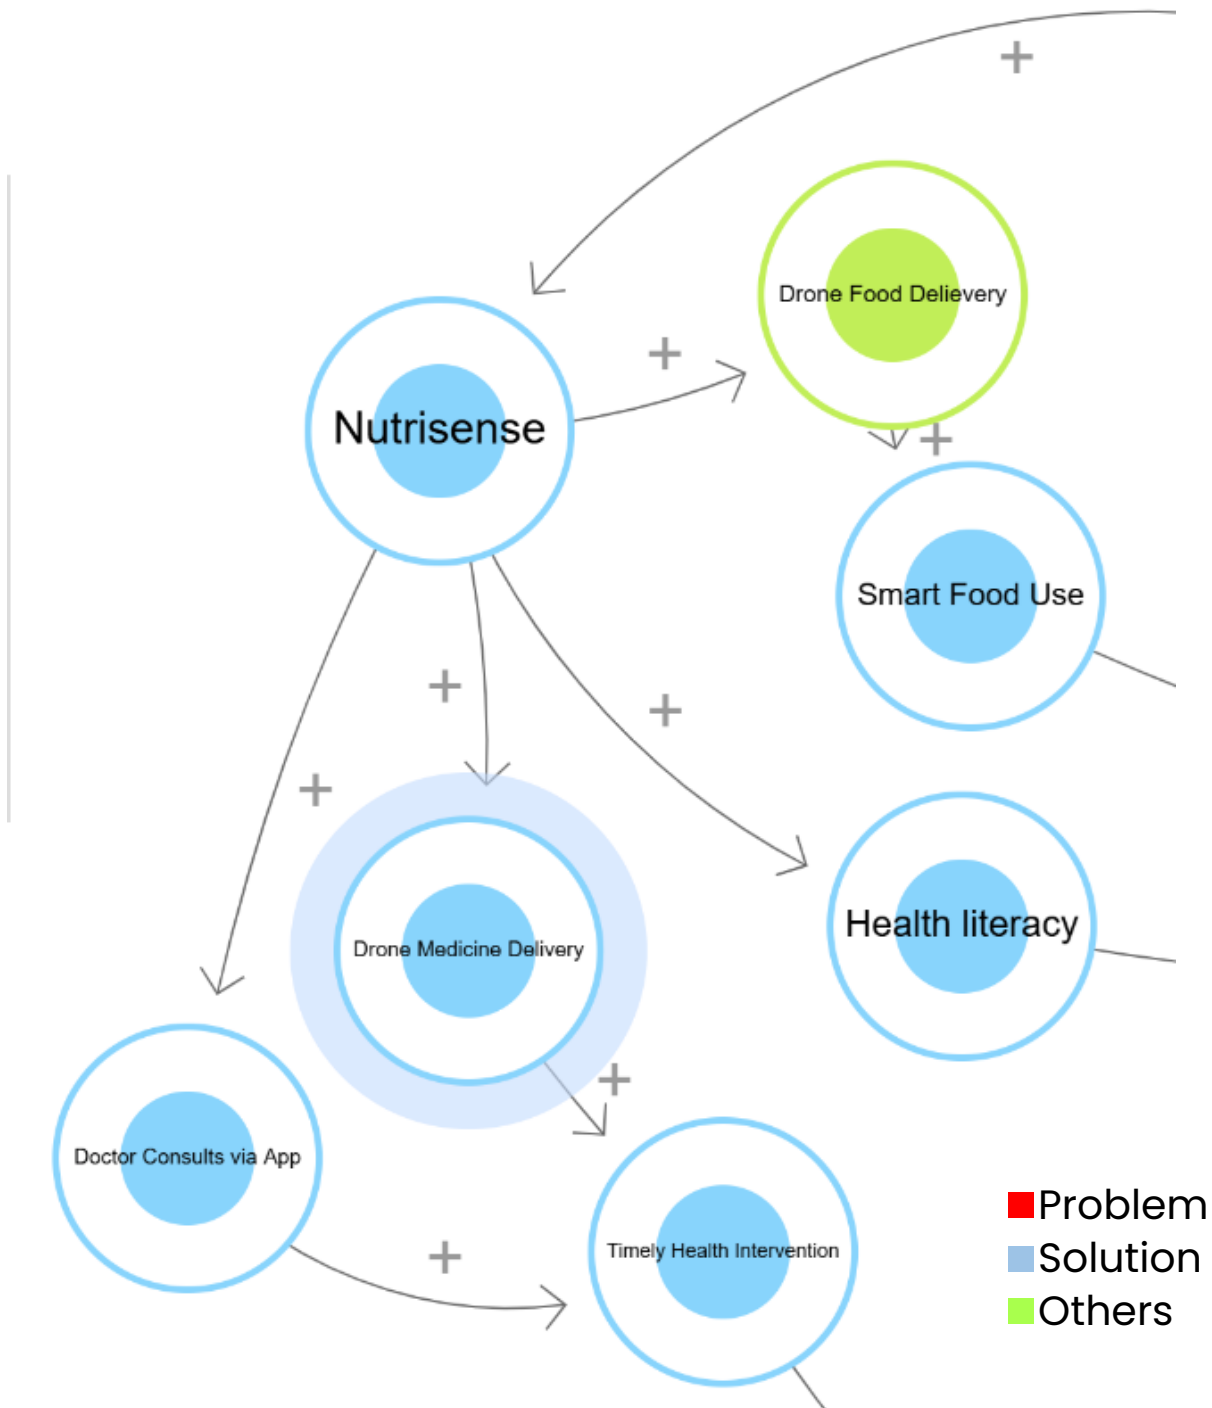 +
Drone Food Delievery
+
Nutrisense
+
Smart Food Use
+
+
+
Health literacy
Drone Medicine Delivery
+
Doctor Consults via App
+
Timely Health Intervention
Problem
Solution
Others